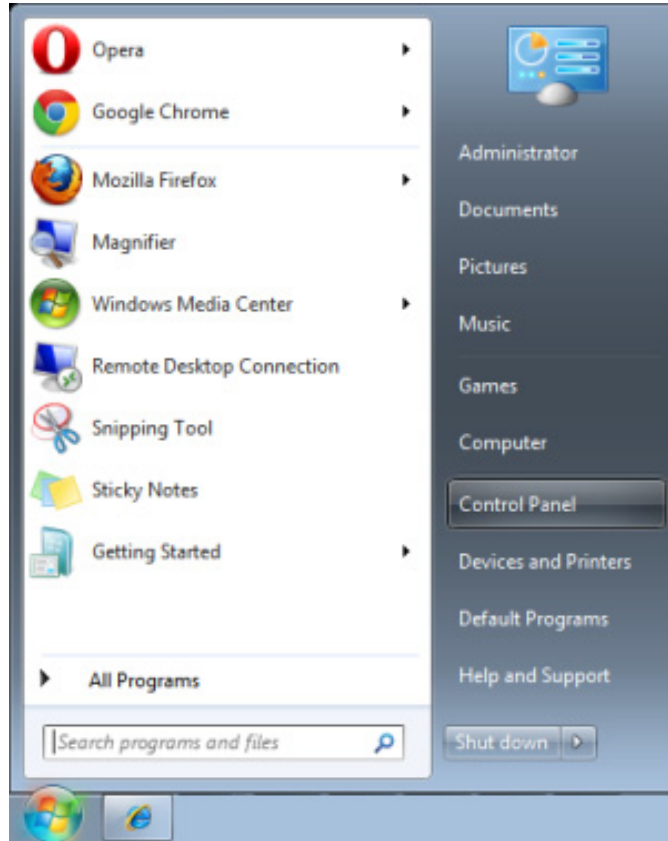 Opera
Google Chrome
Mozilla Firefox
Magnifier
Windows Media Center
Remote Desktop Connection
Snipping Tool
Sticky Notes
Getting Started
All Programs
Search programs and files
Administrator
Documents
Pictures
Music
Games
Computer
Control Panel
Devices and Printers
Default Programs
Help and Support
Shut down